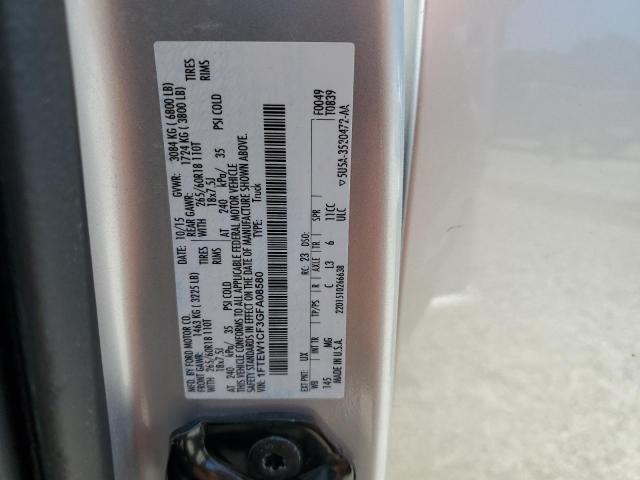 MFD. BY FORD MOTOR CO.
10/15 GVWR: 3084 KG ( 6800 LB)
FRONT GAWR: 1463 KG ( 3225 LB) REAR GAWR: 1724 KG ( 3800 LB)
WITH 265/60R18 110T TIRES WITH 265/60R18 110T TIRES
18x7.5J RIMS 18x7.5J RIMS
AT 240 kPa/ 35 PSI COLD AT 240 kPa/ 35 PSI COLD
THIS VEHICLE CONFORMS TO ALL APPLICABLE FEDERAL MOTOR VEHICLE
SAFETY STANDARDS IN EFFECT ON THE DATE OF MANUFACTURE SHOWN ABOVE.
VIN: 1FTEW1CF3GFA08580 TYPE: Truck
F0049
T0839
EXT PNT: UX RC: 23 DSO:
WB INT TR TP/PS R AXLE TR SPR
145 MG C L3 6 11CC
MADE IN U.S.A. ULC
2201510266638
▽5U5A-3520472-AA